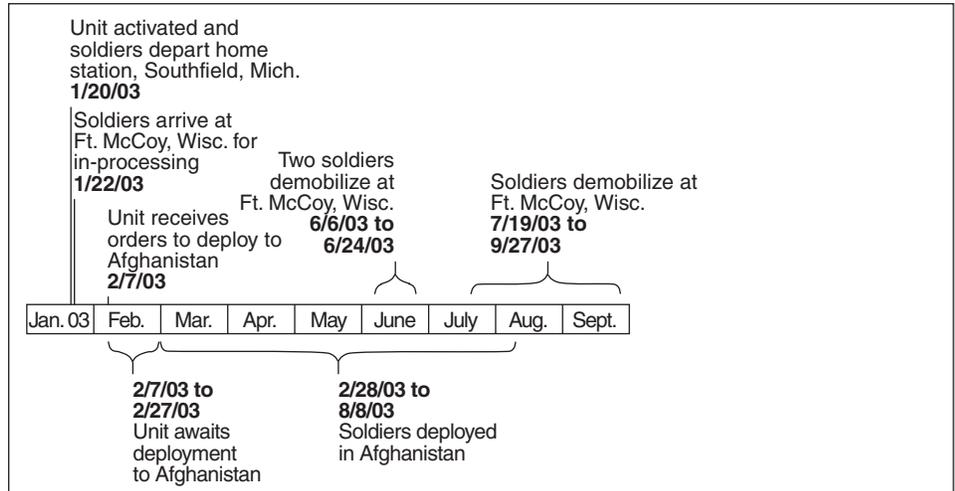 Unit activated and
soldiers depart home
station, Southfield, Mich.
1/20/03
Soldiers arrive at
Ft. McCoy, Wisc. for
in-processing
1/22/03
Unit receives
orders to deploy to
Afghanistan
2/7/03
Two soldiers
demobilize at
Ft. McCoy, Wisc.
6/6/03 to
6/24/03
Soldiers demobilize at
Ft. McCoy, Wisc.
7/19/03 to
9/27/03
Jan. 03 Feb. Mar. Apr. May June July Aug. Sept.
2/7/03 to
2/27/03
Unit awaits
deployment
to Afghanistan
2/28/03 to
8/8/03
Soldiers deployed
in Afghanistan